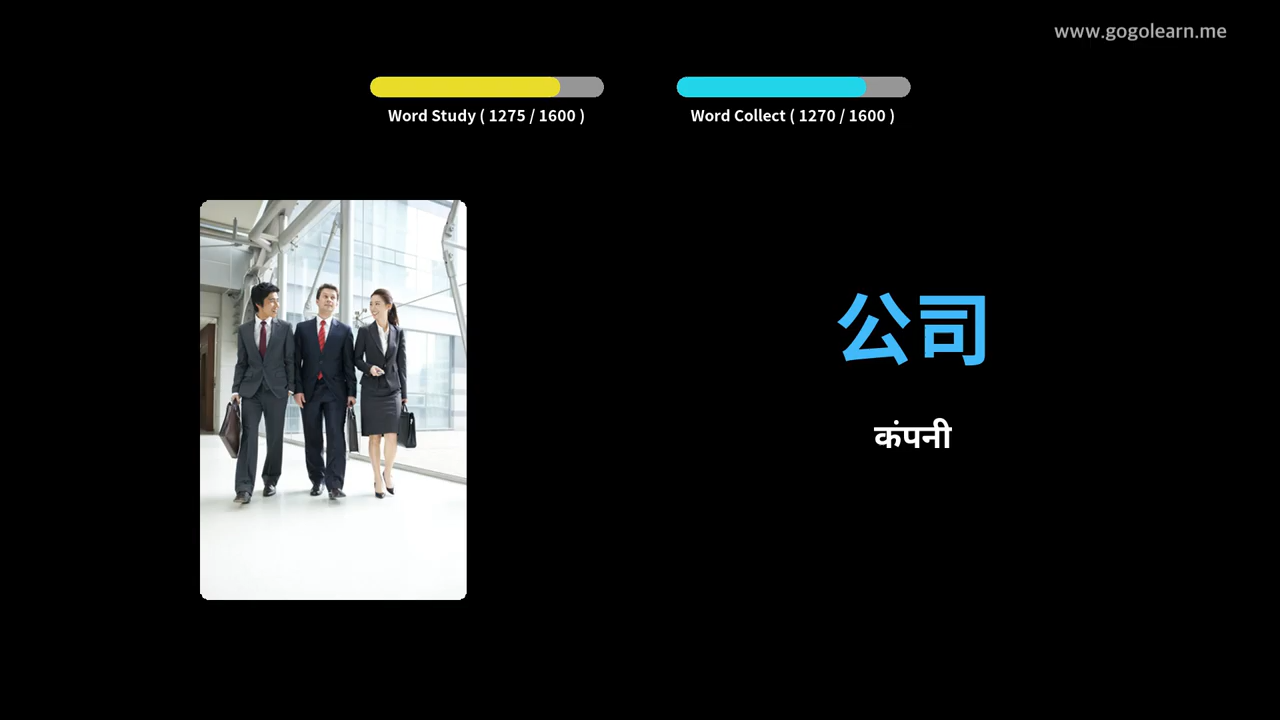 www.gogolearn.me
Word Study ( 1275 / 1600 )
Word Collect ( 1270 / 1600 )
公司
कंपनी